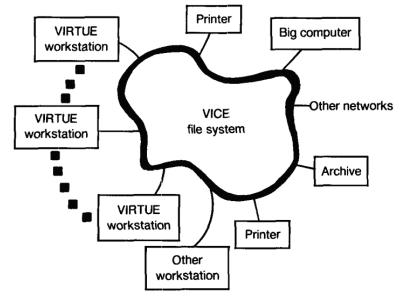 VIRTUE
workstation
Printer
Big computer
VICE
file system
Other networks
VIRTUE
workstation
Archive
VIRTUE
workstation
Printer
Other
workstation